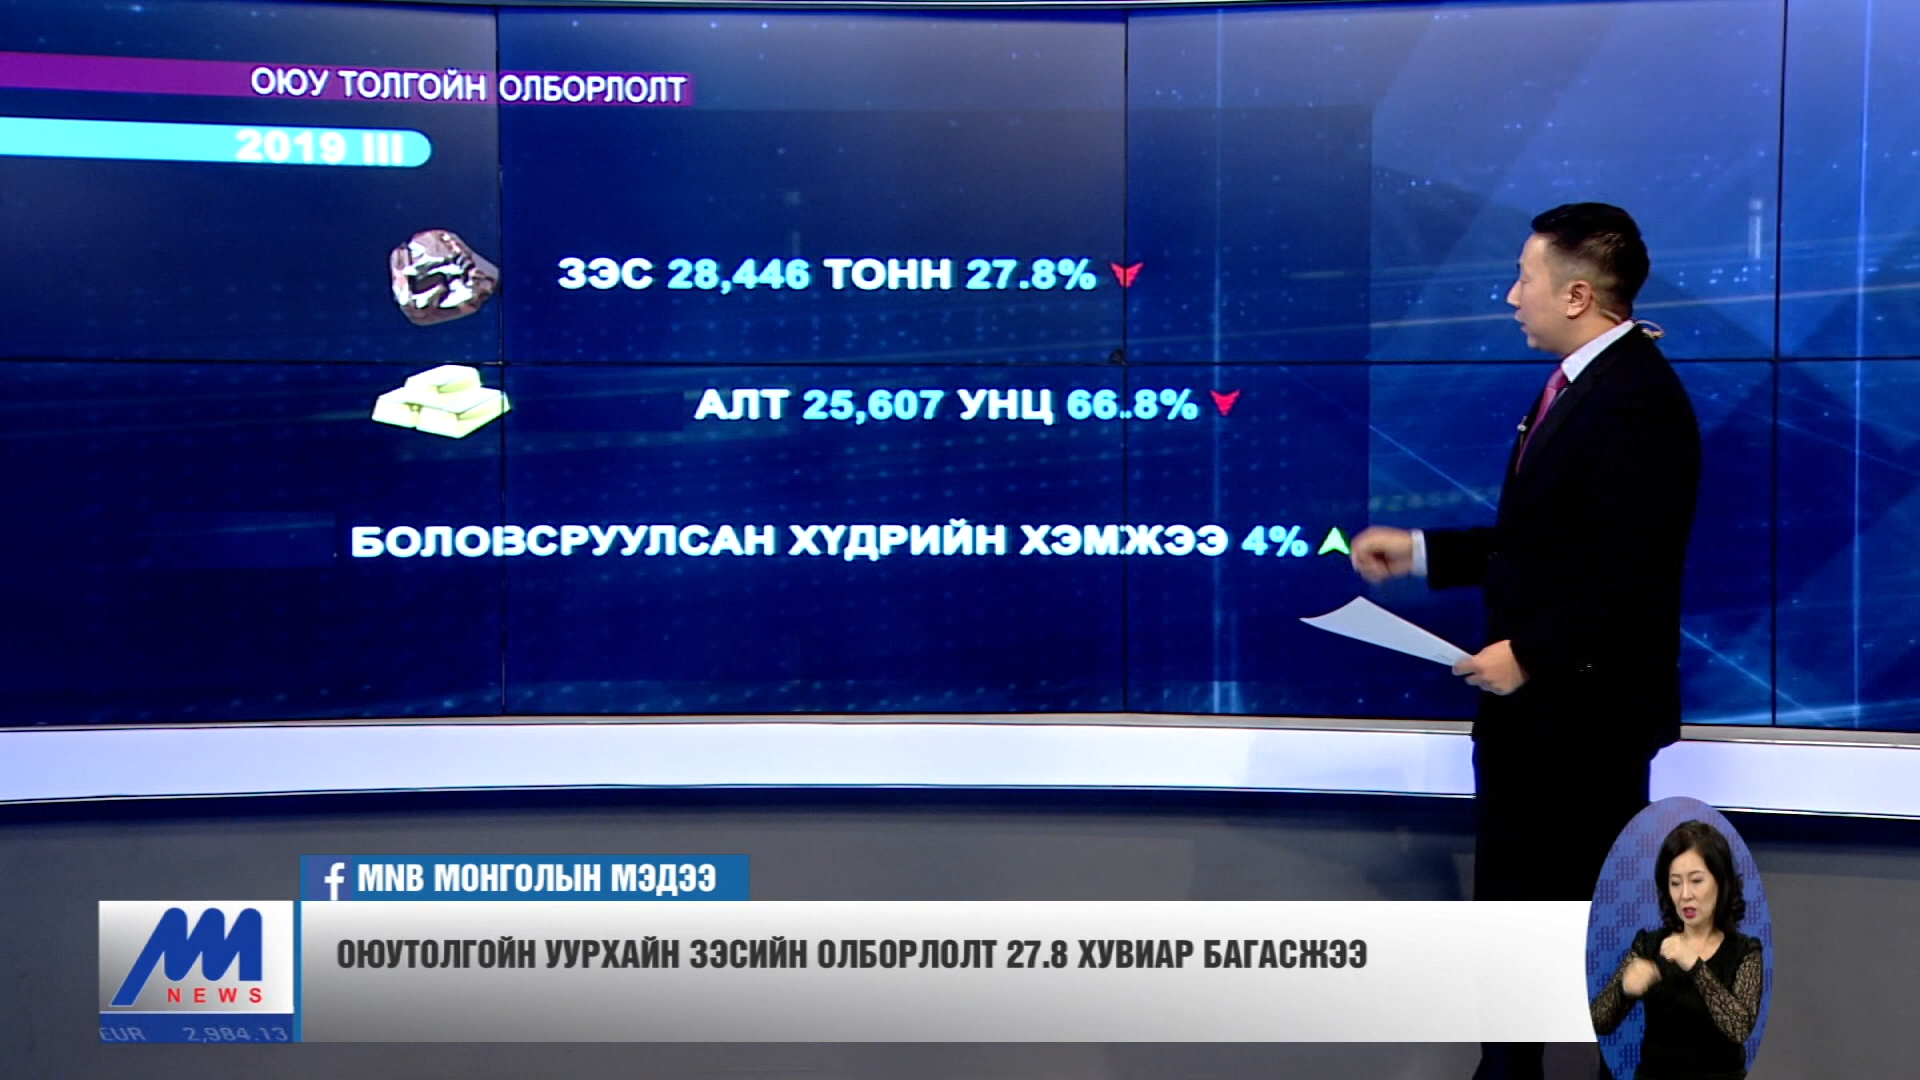 ОЮУ ТОЛГОЙН ОЛБОРЛОЛТ
2019 III
ЗЭС 28,446 ТОНН 27.8%
АЛТ 25,607 УНЦ 66.8%
БОЛОВСРУУЛСАН ХҮДРИЙН ХЭМЖЭЭ 4%
f MNB МОНГОЛЫН МЭДЭЭ
ОЮУТОЛГОЙН УУРХАЙН ЗЭСИЙН ОЛБОРЛОЛТ 27.8 ХУВИАР БАГАСЖЭЭ
NEWS
EUR 2,984.13